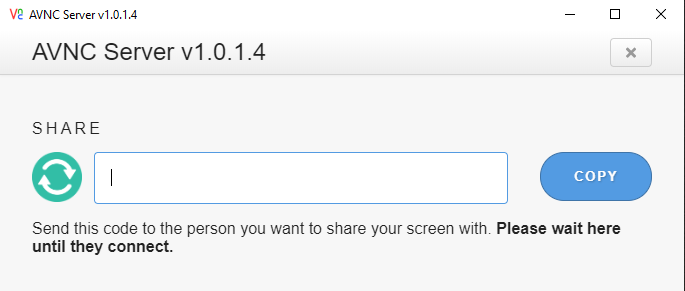 AVNC Server v1.0.1.4
AVNC Server v1.0.1.4
SHARE
COPY
Send this code to the person you want to share your screen with. Please wait here
until they connect.